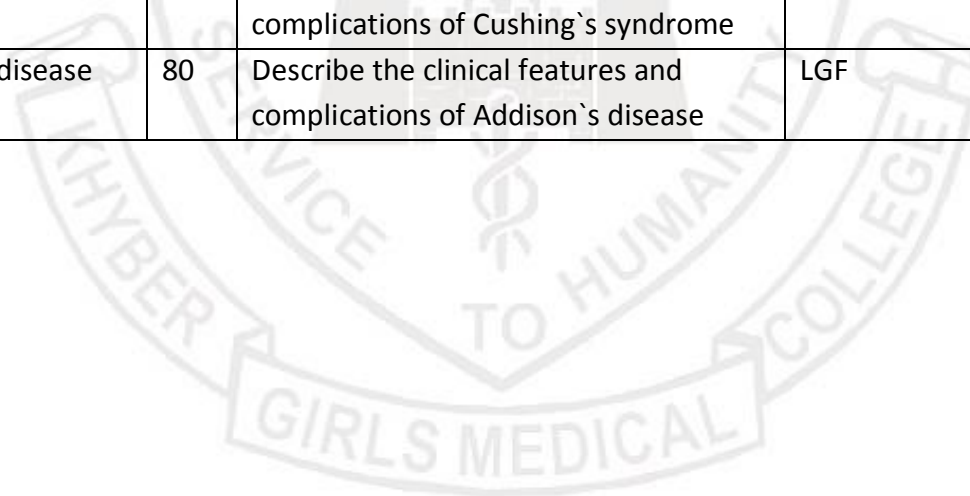 complications of Cushing`s syndrome
disease 80 Describe the clinical features and LGF
complications of Addison`s disease
SERVICE TO HUMANITY
KHYBER GIRLS MEDICAL COLLEGE